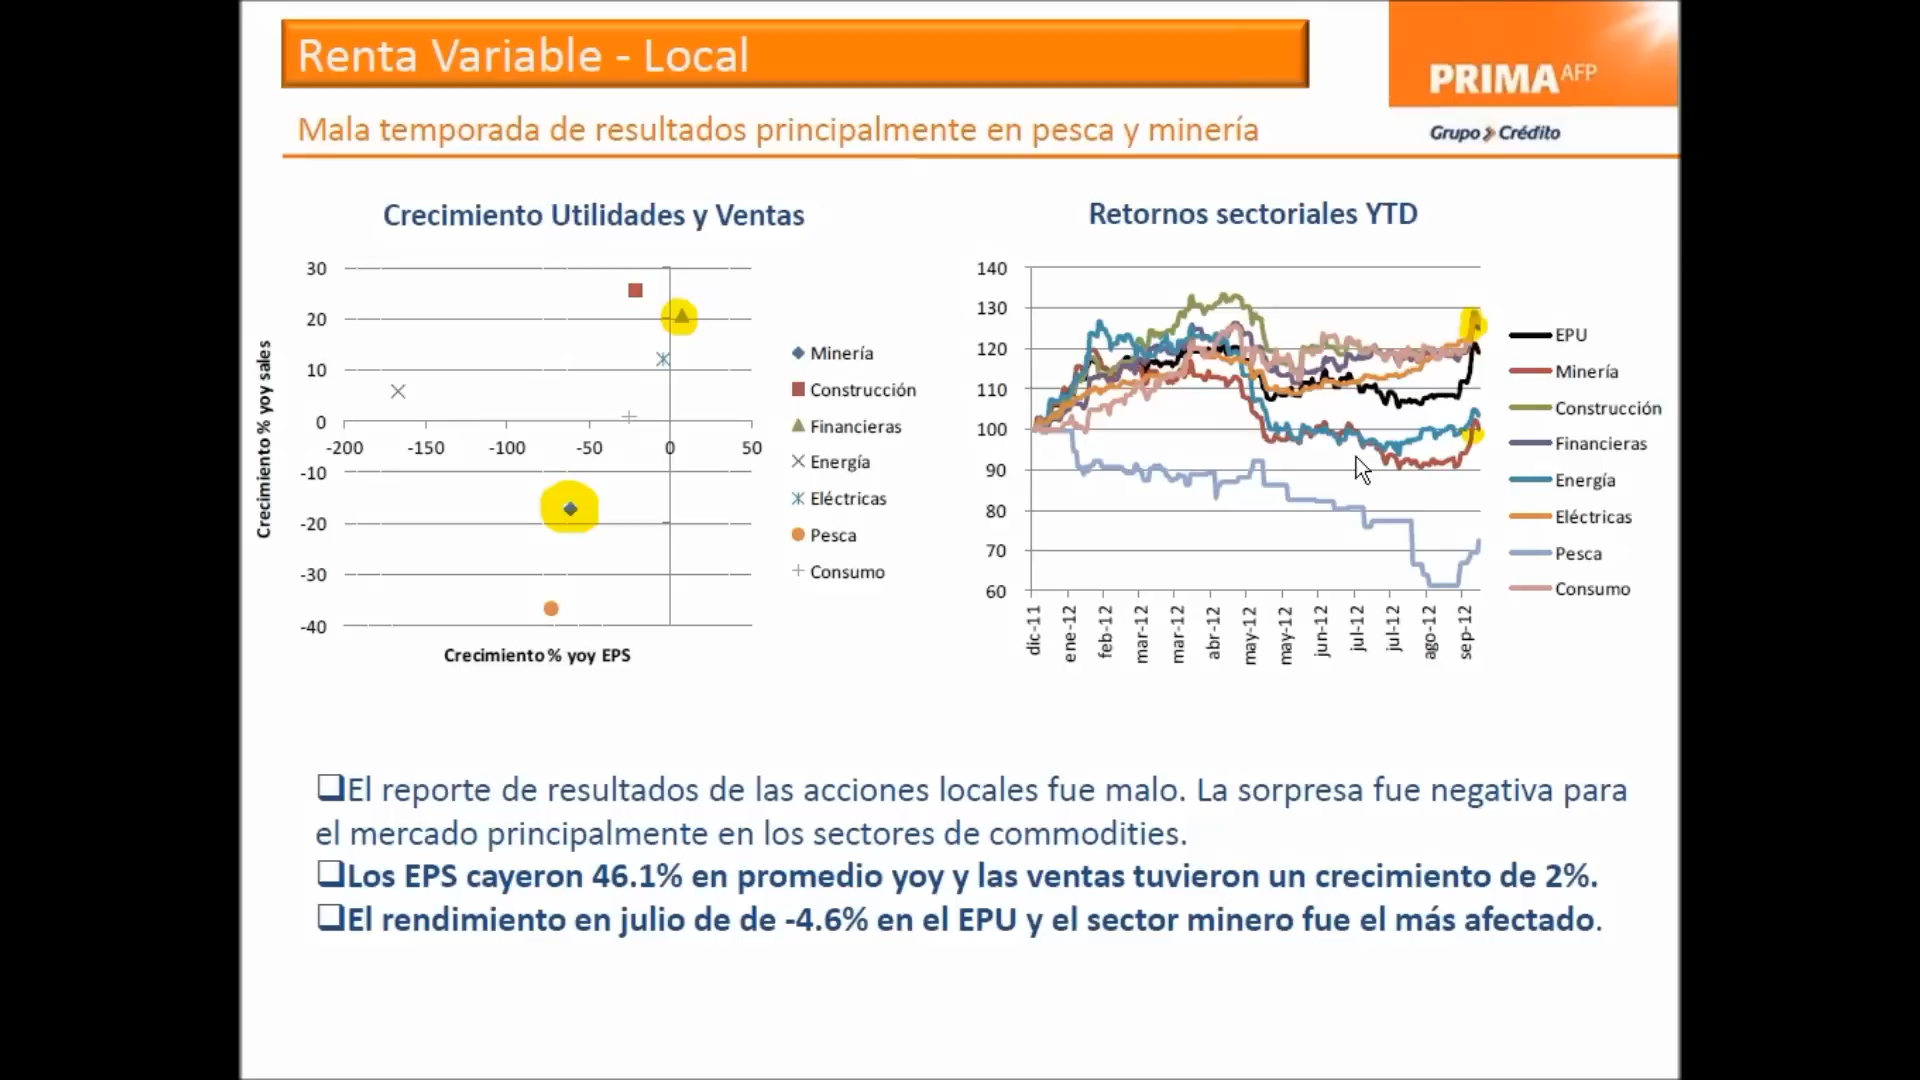 Renta Variable - Local
PRIMA AFP
Grupo Crédito
Mala temporada de resultados principalmente en pesca y minería
Crecimiento Utilidades y Ventas
Crecimiento % yoy sales
30
20
10
0
-10
-20
-30
-40
-200 -150 -100 -50 0 50
Crecimiento % yoy EPS
Minería
Construcción
Financieras
Energía
Eléctricas
Pesca
Consumo
Retornos sectoriales YTD
140
130
120
110
100
90
80
70
60
dic-11 ene-12 feb-12 mar-12 mar-12 abr-12 may-12 may-12 jun-12 jul-12 jul-12 ago-12 sep-12
EPU
Minería
Construcción
Financieras
Energía
Eléctricas
Pesca
Consumo
❑El reporte de resultados de las acciones locales fue malo. La sorpresa fue negativa para
el mercado principalmente en los sectores de commodities.
❑Los EPS cayeron 46.1% en promedio yoy y las ventas tuvieron un crecimiento de 2%.
❑El rendimiento en julio de de -4.6% en el EPU y el sector minero fue el más afectado.